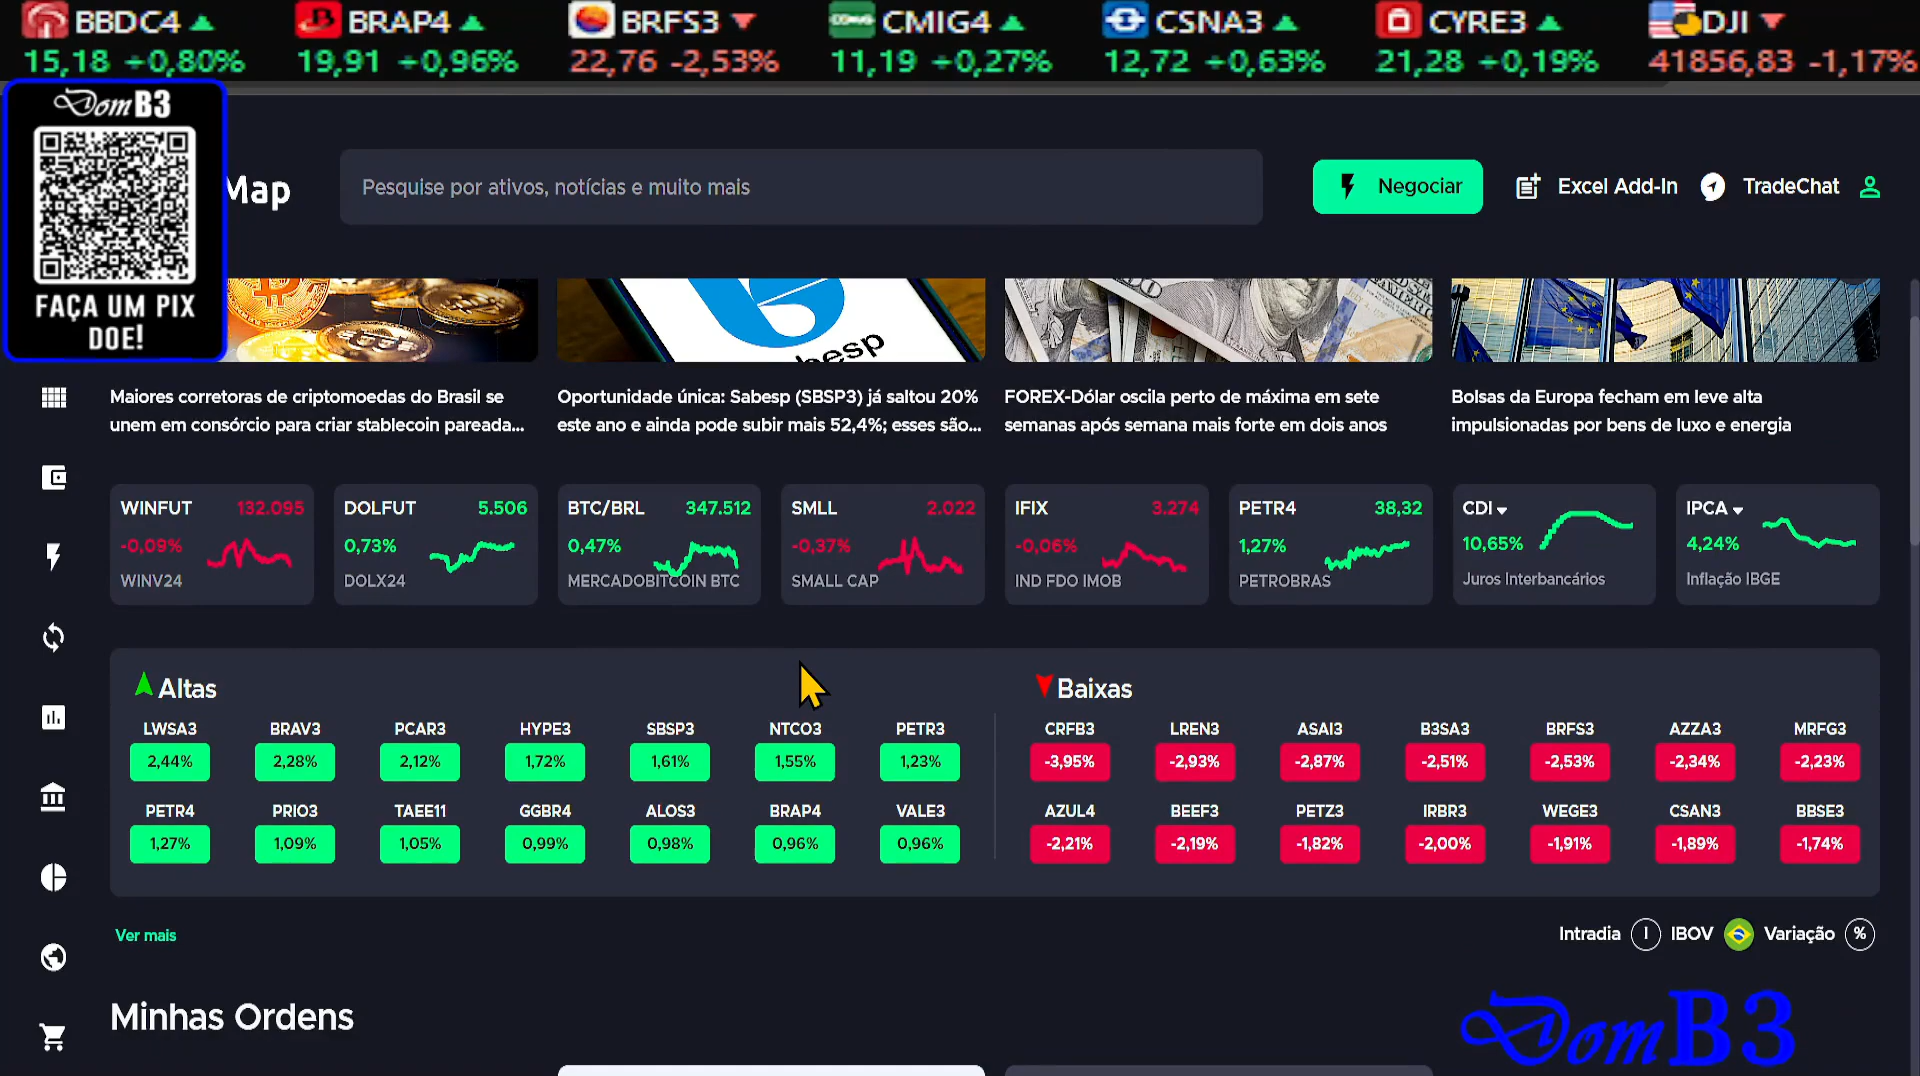 BBDC4 BRAP4 BRFS3 CMIG4 CSNA3 CYRE3 DJI
15,18 +0,80% 19,91 +0,96% 22,76 -2,53% 11,19 +0,27% 12,72 +0,63% 21,28 +0,19% 41856,83 -1,17%
Dom B3
FAÇA UM PIX
DOE!
Map
Pesquise por ativos, notícias e muito mais
Negociar
Excel Add-In
TradeChat
sabesp
Maiores corretoras de criptomoedas do Brasil se
unem em consórcio para criar stablecoin pareada...
Oportunidade única: Sabesp (SBSP3) já saltou 20%
este ano e ainda pode subir mais 52,4%; esses são...
FOREX-Dólar oscila perto de máxima em sete
semanas após semana mais forte em dois anos
Bolsas da Europa fecham em leve alta
impulsionadas por bens de luxo e energia
WINFUT 132.095
-0,09%
WINV24
DOLFUT 5.506
0,73%
DOLX24
BTC/BRL 347.512
0,47%
MERCADOBITCOIN BTC
SMLL 2.022
-0,37%
SMALL CAP
IFIX 3.274
-0,06%
IND FDO IMOB
PETR4 38,32
1,27%
PETROBRAS
CDI
10,65%
Juros Interbancários
IPCA
4,24%
Inflação IBGE
Altas
LWSA3 BRAV3 PCAR3 HYPE3 SBSP3 NTCO3 PETR3
2,44% 2,28% 2,12% 1,72% 1,61% 1,55% 1,23%
PETR4 PRIO3 TAEE11 GGBR4 ALOS3 BRAP4 VALE3
1,27% 1,09% 1,05% 0,99% 0,98% 0,96% 0,96%
Baixas
CRFB3 LREN3 ASAI3 B3SA3 BRFS3 AZZA3 MRFG3
-3,95% -2,93% -2,87% -2,51% -2,53% -2,34% -2,23%
AZUL4 BEEF3 PETZ3 IRBR3 WEGE3 CSAN3 BBSE3
-2,21% -2,19% -1,82% -2,00% -1,91% -1,89% -1,74%
Ver mais
Intradia I IBOV Variação %
Minhas Ordens
DomB3